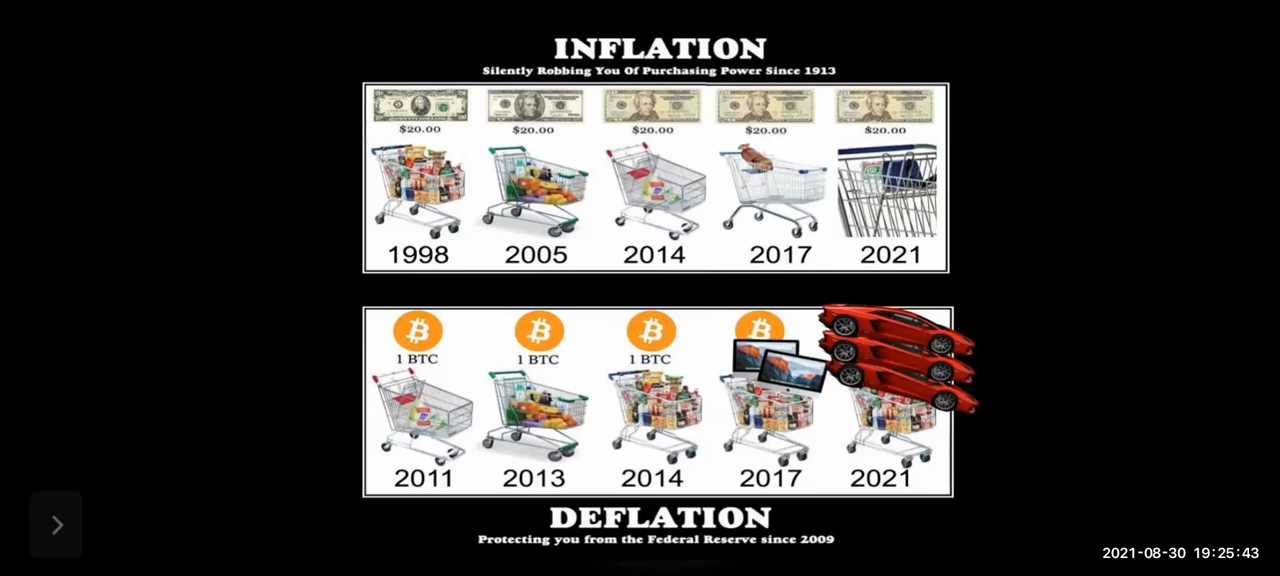 INFLATION
Silently Robbing You Of Purchasing Power Since 1913
$20.00 $20.00 $20.00 $20.00 $20.00
1998 2005 2014 2017 2021
1 BTC 1 BTC 1 BTC
2011 2013 2014 2017 2021
DEFLATION
Protecting you from the Federal Reserve since 2009
2021-08-30 19:25:43